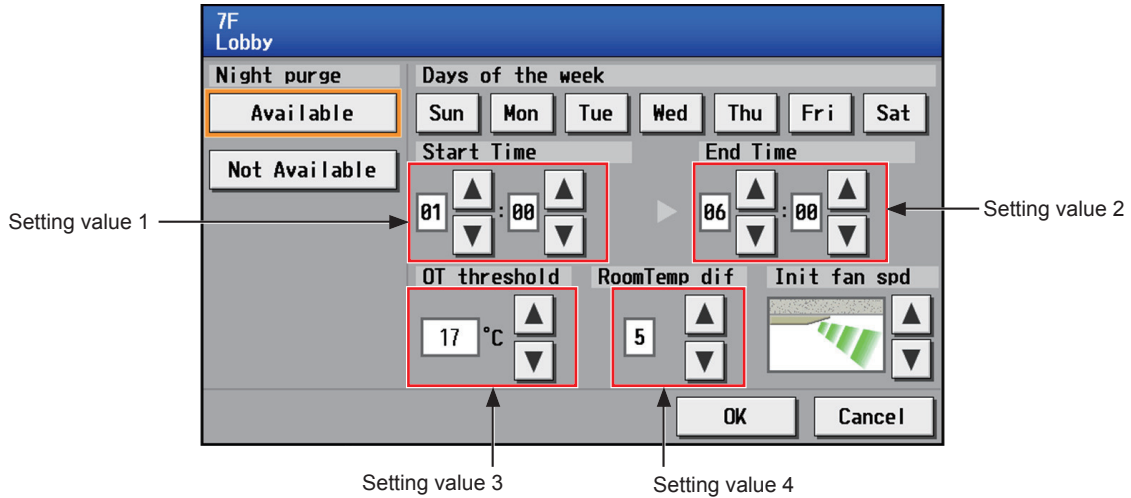 7F
Lobby
Night purge
Days of the week
Available
Sun Mon Tue Wed Thu Fri Sat
Not Available
Start Time
End Time
01 : 00
06 : 00
Setting value 1
Setting value 2
OT threshold
RoomTemp dif
Init fan spd
17 °C
5
OK
Cancel
Setting value 3
Setting value 4